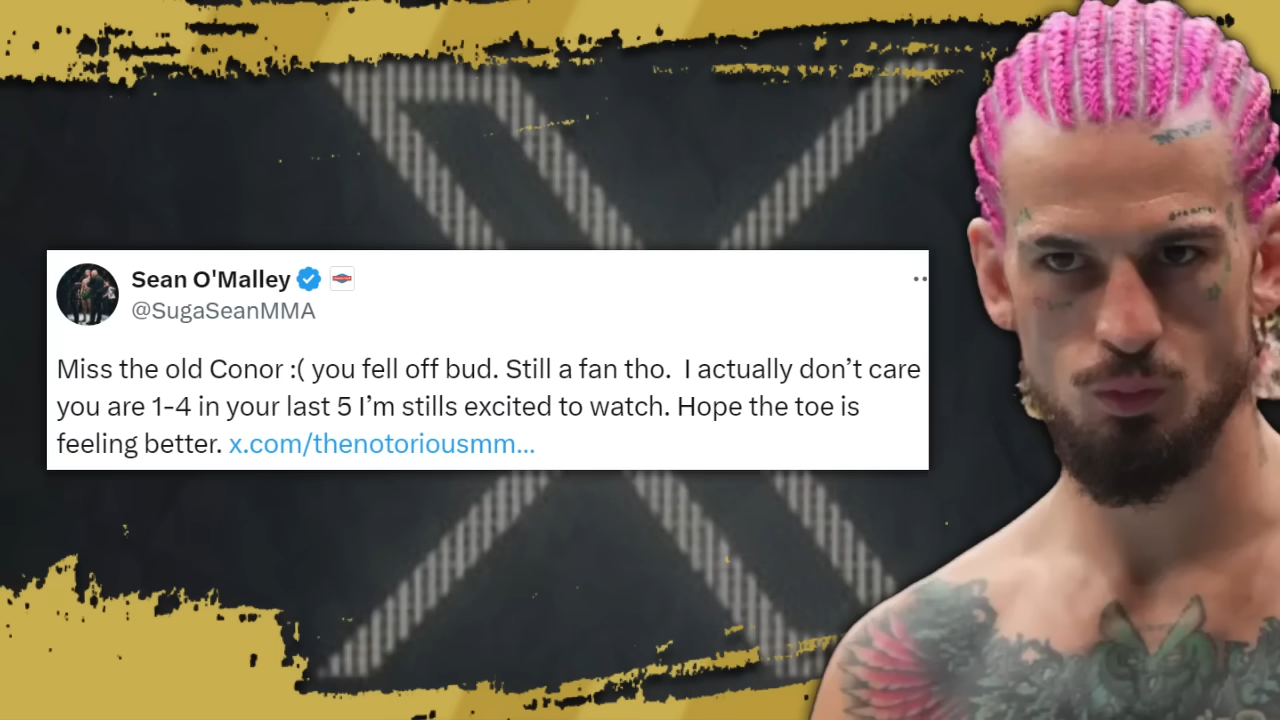 Sean O'Malley
@SugaSeanMMA
Miss the old Conor :( you fell off bud. Still a fan tho. I actually don’t care
you are 1-4 in your last 5 I’m stills excited to watch. Hope the toe is
feeling better. x.com/thenotoriousmm...